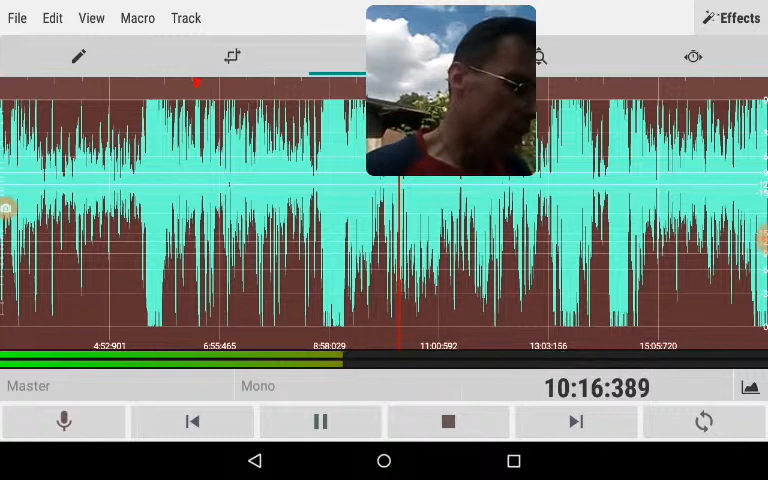 File Edit View Macro Track Effects
4:52:901 6:55:465 8:58:029 11:00:592 13:03:156 15:05:720
Master Mono 10:16:389